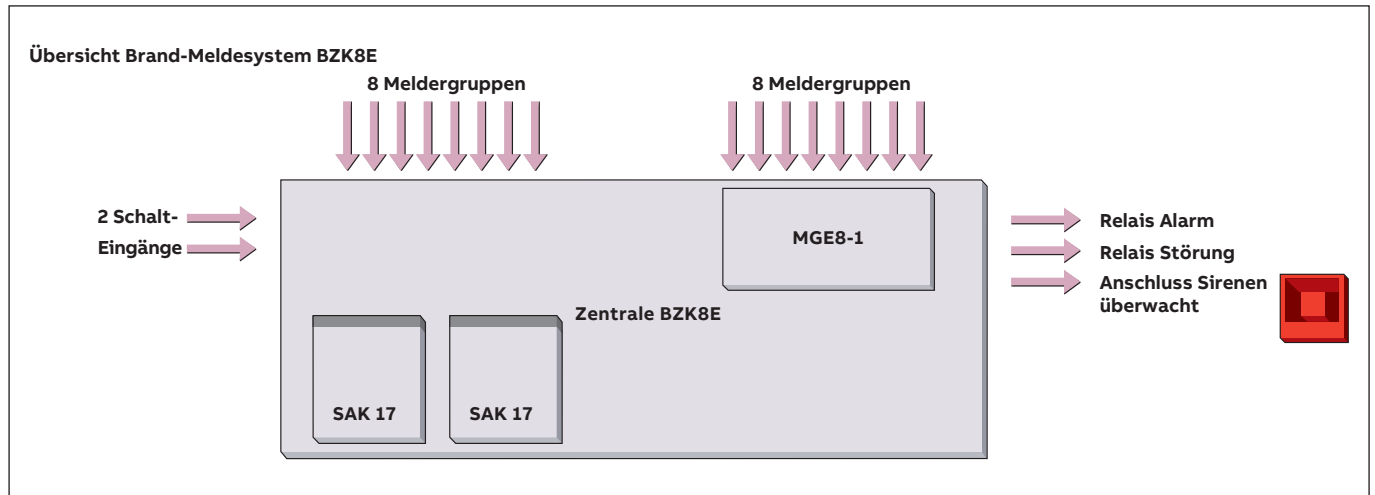 Übersicht Brand-Meldesystem BZK8E
8 Meldergruppen
8 Meldergruppen
2 Schalt-
Eingänge
MGE8-1
Relais Alarm
Relais Störung
Anschluss Sirenen
überwacht
Zentrale BZK8E
SAK 17
SAK 17